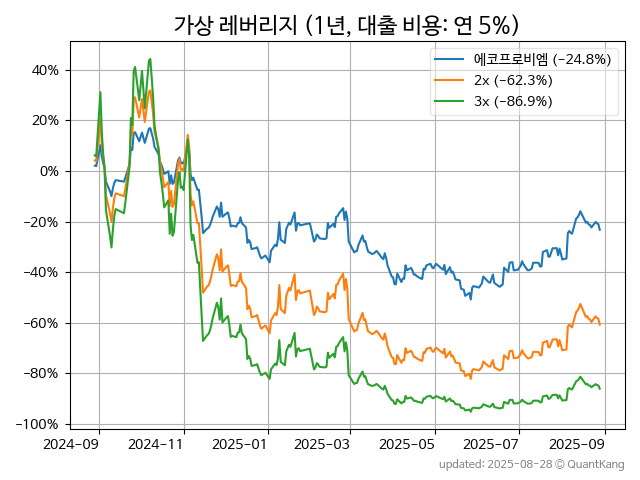 가상 레버리지 (1년, 대출 비용: 연 5%)
에코프로비엠 (-24.8%)
2x (-62.3%)
3x (-86.9%)
40%
20%
0%
-20%
-40%
-60%
-80%
-100%
2024-09 2024-11 2025-01 2025-03 2025-05 2025-07 2025-09
updated: 2025-08-28 © QuantKang